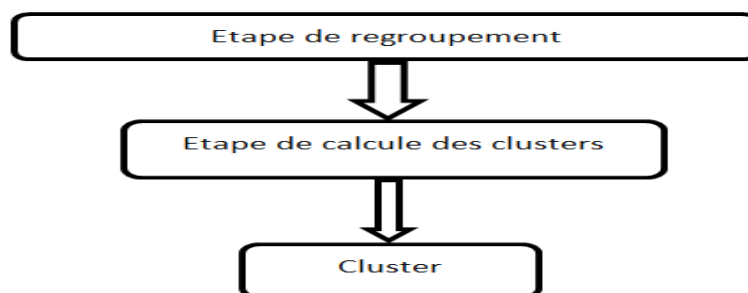 Etape de regroupement
Etape de calcule des clusters
Cluster